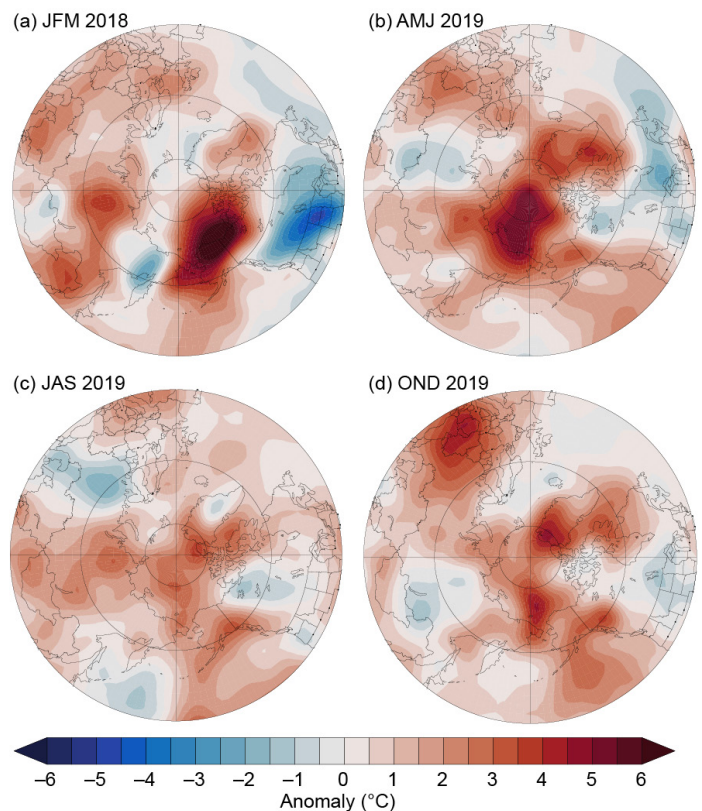 (a) JFM 2018
(b) AMJ 2019
(c) JAS 2019
(d) OND 2019
–6 –5 –4 –3 –2 –1 0 1 2 3 4 5 6
Anomaly (°C)